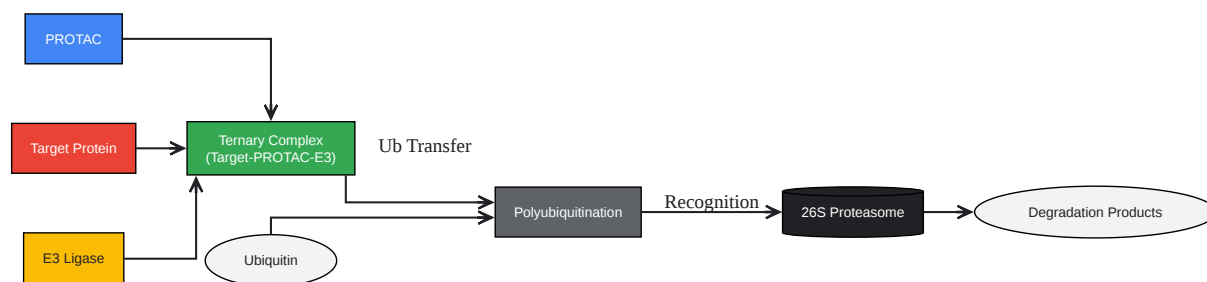 PROTAC
Target Protein
Ternary Complex
(Target-PROTAC-E3)
Ub Transfer
E3 Ligase
Ubiquitin
Polyubiquitination
Recognition
26S Proteasome
Degradation Products